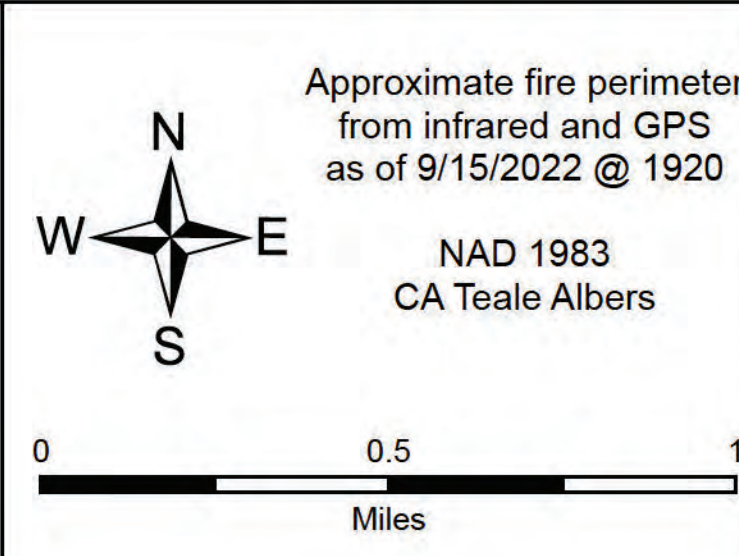 N
W E
S
Approximate fire perimeter
from infrared and GPS
as of 9/15/2022 @ 1920
NAD 1983
CA Teale Albers
0 0.5 1
Miles